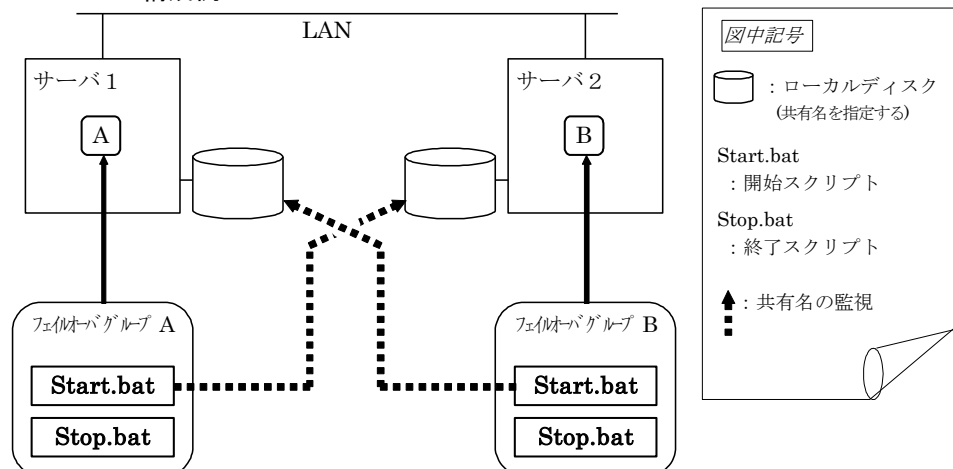 LAN
サーバ1
サーバ2
A
B
フェイルオーバグループ A
Start.bat
Stop.bat
フェイルオーバグループ B
Start.bat
Stop.bat
図中記号
：ローカルディスク
(共有名を指定する)
Start.bat
：開始スクリプト
Stop.bat
：終了スクリプト
：共有名の監視